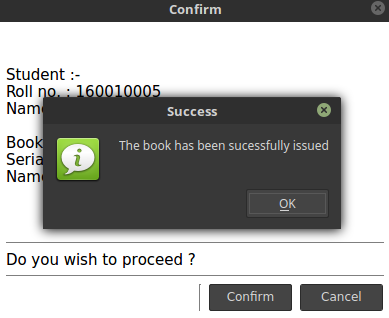 Confirm
Student :-
Roll no. : 160010005
Name
Success
The book has been sucessfully issued
OK
Book
Name
Do you wish to proceed ?
Confirm
Cancel